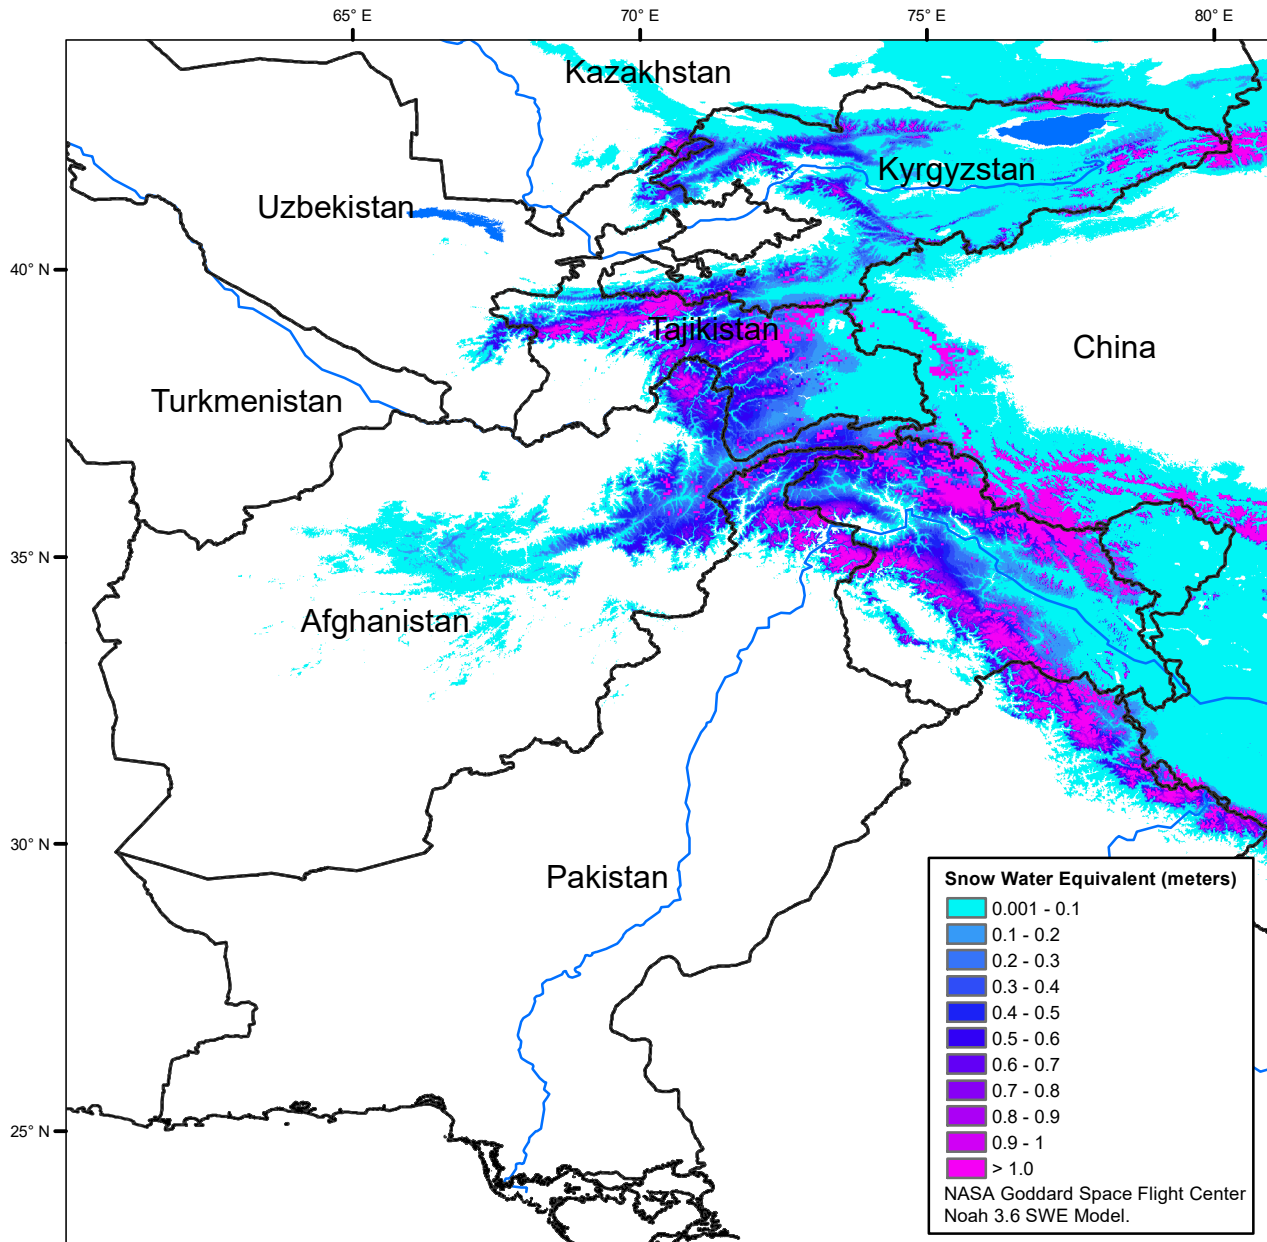 65° E
70° E
75° E
80° E
Kazakhstan
Kyrgyzstan
Uzbekistan
40° N
Tajikistan
China
Turkmenistan
35° N
Afghanistan
30° N
Pakistan
25° N
Snow Water Equivalent (meters)
0.001 - 0.1
0.1 - 0.2
0.2 - 0.3
0.3 - 0.4
0.4 - 0.5
0.5 - 0.6
0.6 - 0.7
0.7 - 0.8
0.8 - 0.9
0.9 - 1
> 1.0
NASA Goddard Space Flight Center
Noah 3.6 SWE Model.